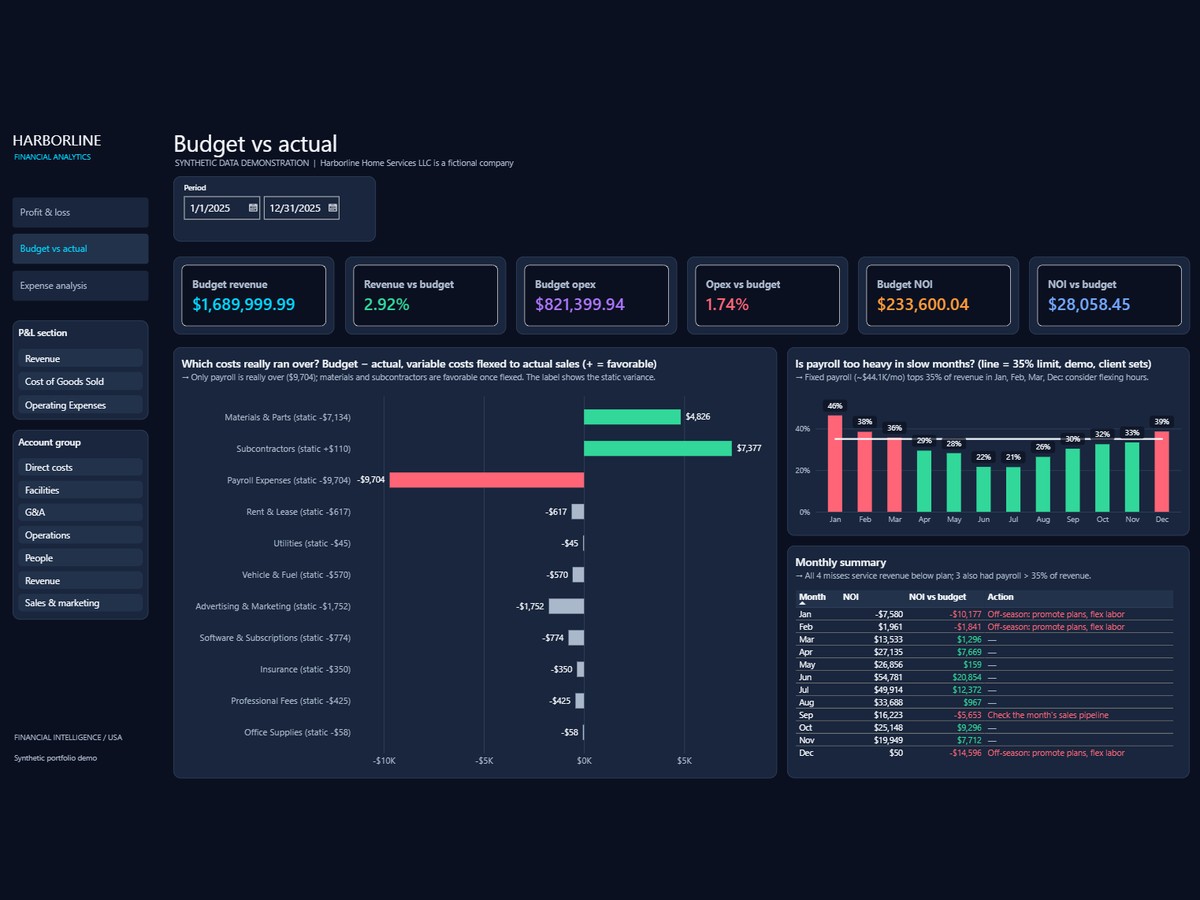 HARBORLINE
FINANCIAL ANALYTICS
Profit & loss
Budget vs actual
Expense analysis
P&L section
Revenue
Cost of Goods Sold
Operating Expenses
Account group
Direct costs
Facilities
G&A
Operations
People
Revenue
Sales & marketing
FINANCIAL INTELLIGENCE / USA
Synthetic portfolio demo
Budget vs actual
SYNTHETIC DATA DEMONSTRATION | Harborline Home Services LLC is a fictional company
Period
1/1/2025 12/31/2025
Budget revenue
$1,689,999.99
Revenue vs budget
2.92%
Budget opex
$821,399.94
Opex vs budget
1.74%
Budget NOI
$233,600.04
NOI vs budget
$28,058.45
Which costs really ran over? Budget − actual, variable costs flexed to actual sales (+ = favorable)
→ Only payroll is really over ($9,704); materials and subcontractors are favorable once flexed. The label shows the static variance.
Materials & Parts (static -$7,134) $4,826
Subcontractors (static +$110) $7,377
Payroll Expenses (static -$9,704) -$9,704
Rent & Lease (static -$617) -$617
Utilities (static -$45) -$45
Vehicle & Fuel (static -$570) -$570
Advertising & Marketing (static -$1,752) -$1,752
Software & Subscriptions (static -$774) -$774
Insurance (static -$350) -$350
Professional Fees (static -$425) -$425
Office Supplies (static -$58) -$58
-$10K -$5K $0K $5K
Is payroll too heavy in slow months? (line = 35% limit, demo, client sets)
→ Fixed payroll (~$44.1K/mo) tops 35% of revenue in Jan, Feb, Mar, Dec: consider flexing hours.
46% 38% 36% 29% 28% 22% 21% 26% 30% 32% 33% 39%
40%
20%
0%
Jan Feb Mar Apr May Jun Jul Aug Sep Oct Nov Dec
Monthly summary
→ All 4 misses: service revenue below plan; 3 also had payroll > 35% of revenue.
Month NOI NOI vs budget Action
Jan -$7,580 -$10,177 Off-season: promote plans, flex labor
Feb $1,961 -$1,841 Off-season: promote plans, flex labor
Mar $13,533 $1,296 —
Apr $27,135 $7,669 —
May $26,856 $159 —
Jun $54,781 $20,854 —
Jul $49,914 $12,372 —
Aug $33,688 $967 —
Sep $16,223 -$5,653 Check the month's sales pipeline
Oct $25,148 $9,296 —
Nov $19,949 $7,712 —
Dec $50 -$14,596 Off-season: promote plans, flex labor